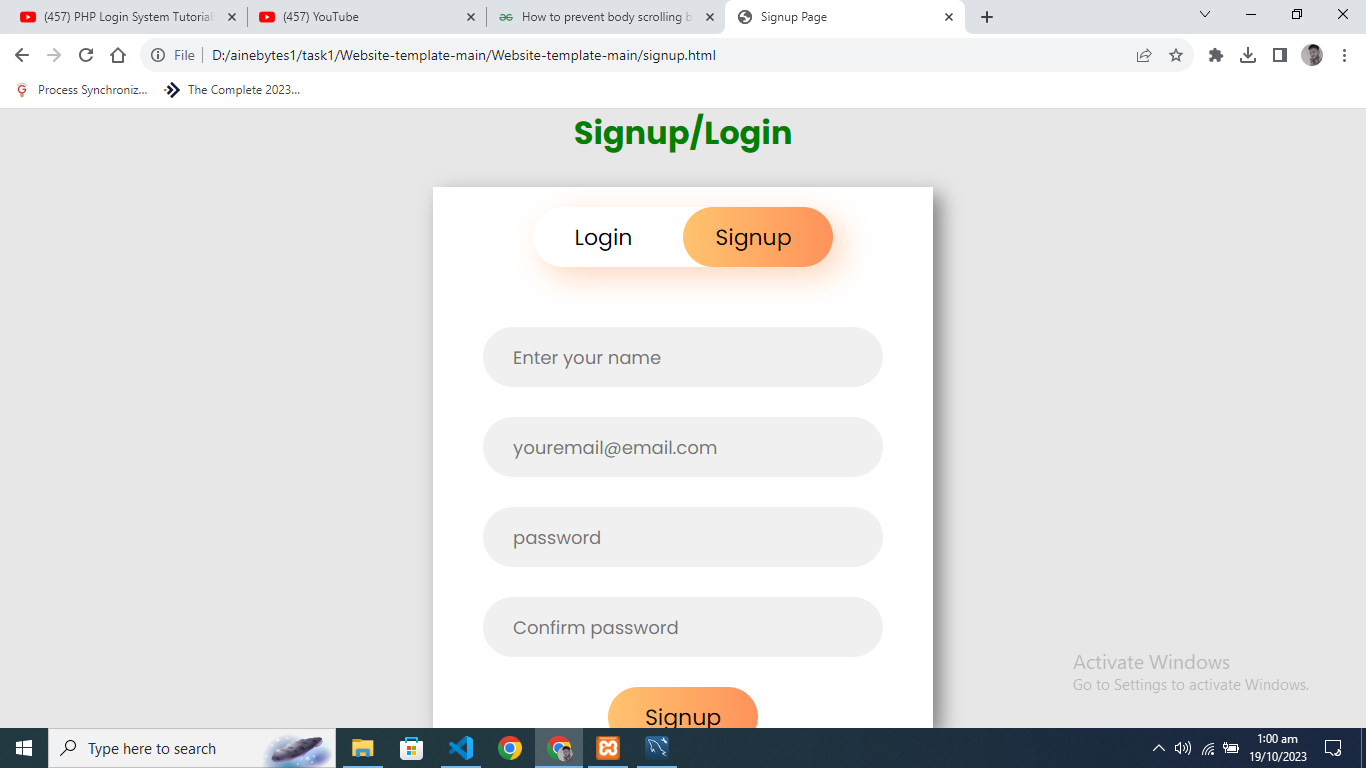 (457) PHP Login System Tutorial
(457) YouTube
How to prevent body scrolling b
Signup Page
File
D:/ainebytes1/task1/Website-template-main/Website-template-main/signup.html
Process Synchroniz...
The Complete 2023...
Signup/Login
Login
Signup
Enter your name
youremail@email.com
password
Confirm password
Signup
Activate Windows
Go to Settings to activate Windows.
Type here to search
1:00 am
19/10/2023